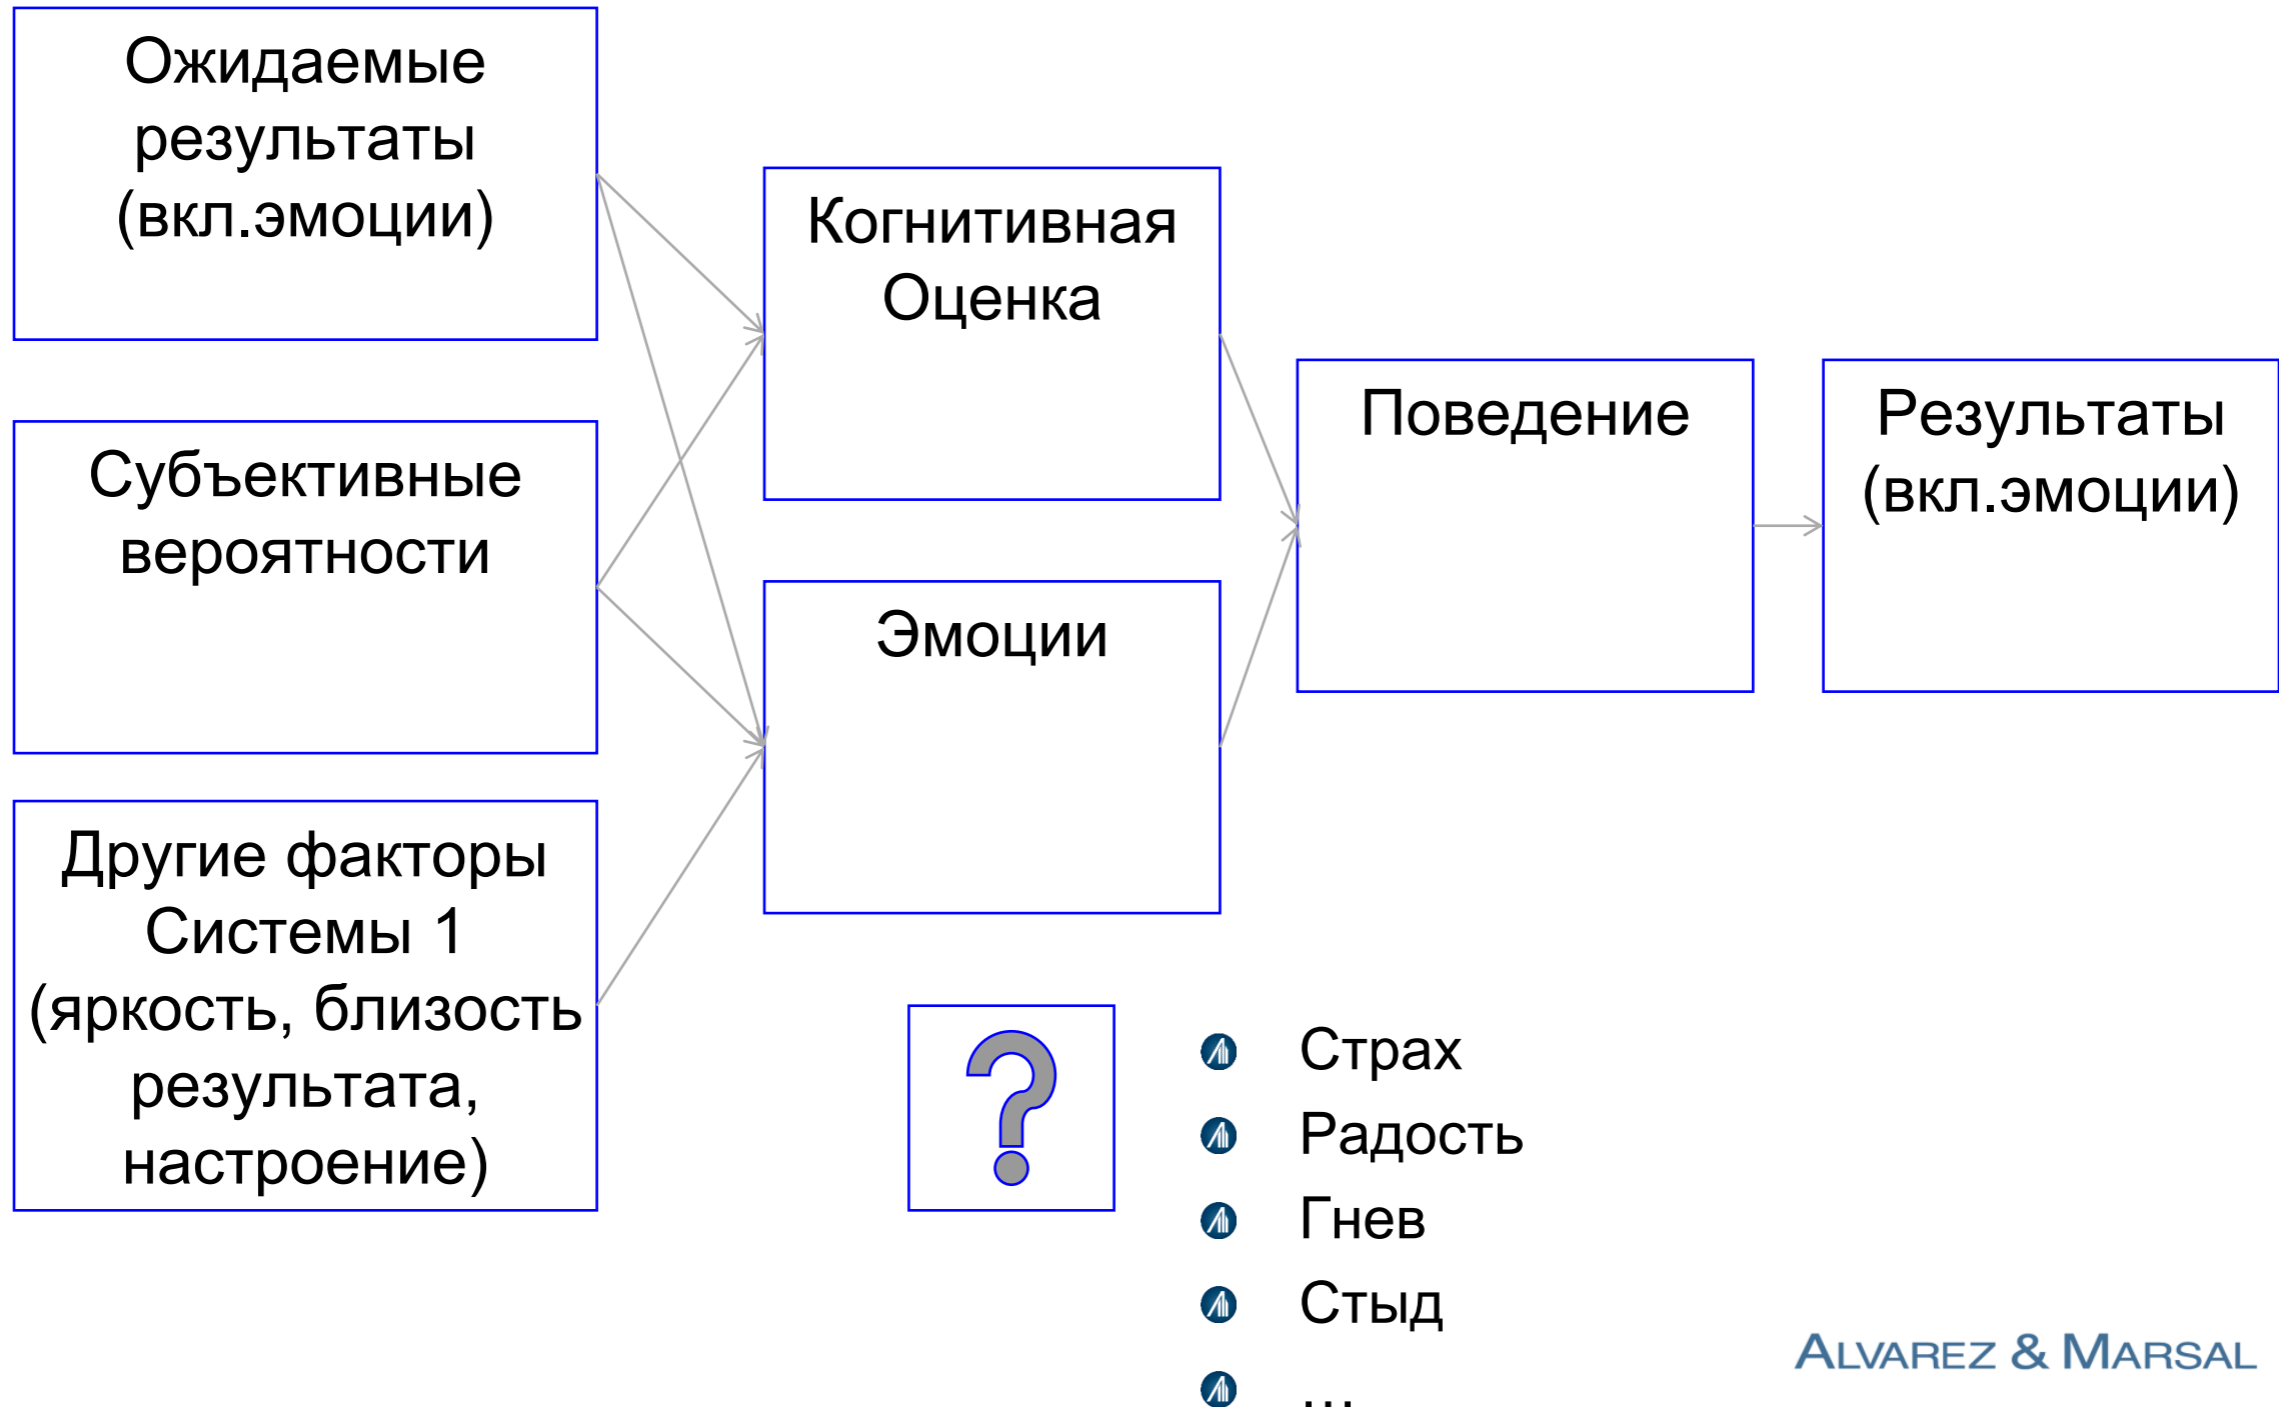 Ожидаемые
результаты
(вкл.эмоции)
Субъективные
вероятности
Другие факторы
Системы 1
(яркость, близость
результата,
настроение)
Когнитивная
Оценка
Эмоции
Поведение
Результаты
(вкл.эмоции)
?
Страх
Радость
Гнев
Стыд
…
ALVAREZ & MARSAL